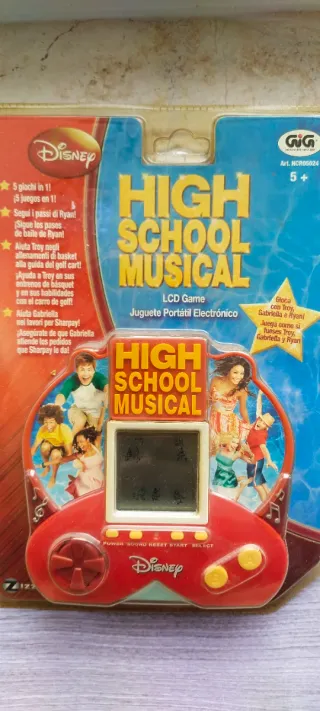 Disney
GIG
Art. NCR00024
5 +
HIGH
SCHOOL
MUSICAL
LCD Game
Juguete Portátil Electrónico
5 giochi in 1!
¡5 juegos en 1!
Segui i passi di Ryan!
¡Sigue los pasos
de baile de Ryan!
Aiuta Troy negli
allenamenti di basket
alla guida del golf cart!
¡Ayuda a Troy en sus
entrenos de básquet
y en sus habilidades
con el carro de golf!
Aiuta Gabriella
nei favori per Sharpay!
¡Asegúrate de que Gabriella
atiende los pedidos
que Sharpay le da!
Gioca
con Troy,
Gabriella e Ryan!
¡Juega como si
fueses Troy,
Gabriella y Ryan!
HIGH
SCHOOL
MUSICAL
POWER SOUND RESET START SELECT
Disney